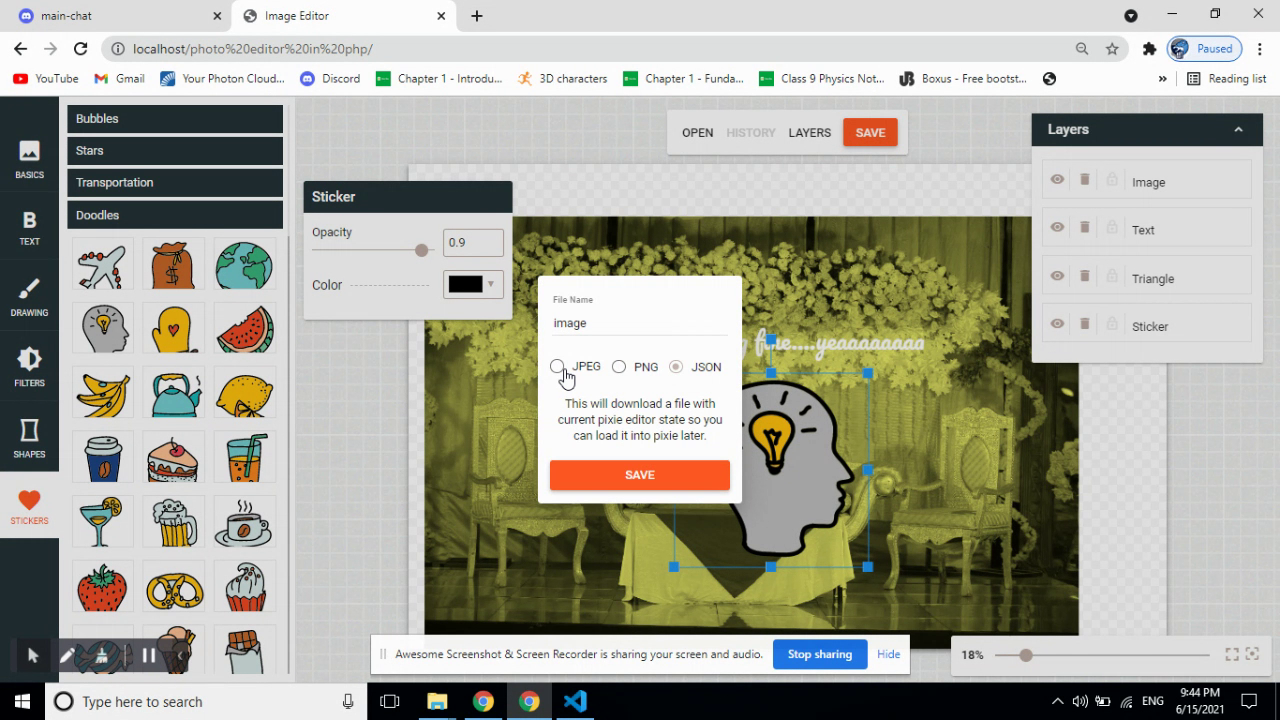 main-chat
Image Editor
localhost/photo%20editor%20in%20php/
Paused
YouTube
Gmail
Your Photon Cloud...
Discord
Chapter 1 - Introdu...
3D characters
Chapter 1 - Funda...
Class 9 Physics Not...
Boxus - Free bootst...
»
Reading list
BASICS
TEXT
DRAWING
FILTERS
SHAPES
STICKERS
Bubbles
Stars
Transportation
Doodles
OPEN HISTORY LAYERS SAVE
Sticker
Opacity
0.9
Color
Layers
Image
Text
Triangle
Sticker
File Name
image
JPEG PNG JSON
This will download a file with
current pixie editor state so you
can load it into pixie later.
SAVE
fine....yeaaaaaaaa
Awesome Screenshot & Screen Recorder is sharing your screen and audio.
Stop sharing
Hide
18%
Type here to search
ENG
9:44 PM
6/15/2021